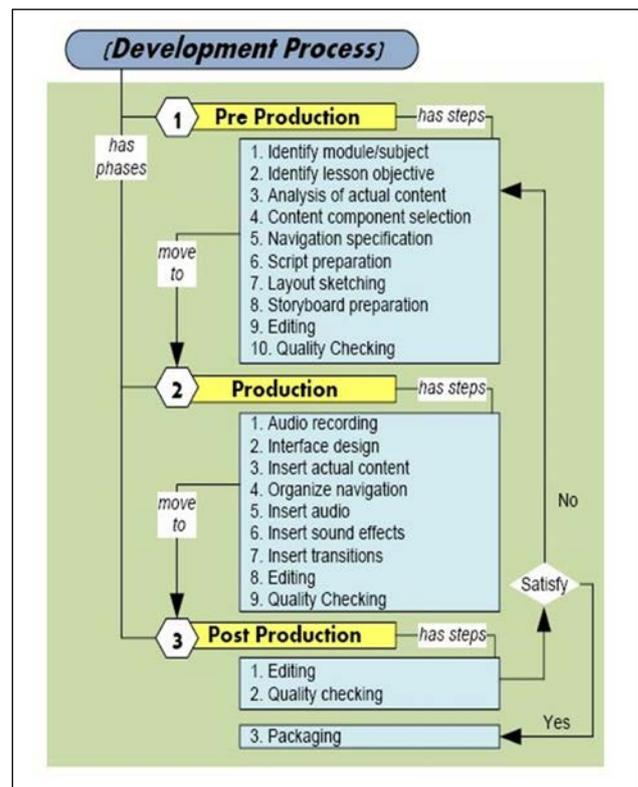 (Development Process)
1 Pre Production has steps
has
phases
1. Identify module/subject
2. Identify lesson objective
3. Analysis of actual content
4. Content component selection
5. Navigation specification
6. Script preparation
7. Layout sketching
8. Storyboard preparation
9. Editing
10. Quality Checking
move
to
2 Production has steps
1. Audio recording
2. Interface design
3. Insert actual content
4. Organize navigation
5. Insert audio
6. Insert sound effects
7. Insert transitions
8. Editing
9. Quality Checking
move
to
No
Satisfy
3 Post Production has steps
1. Editing
2. Quality checking
Yes
3. Packaging